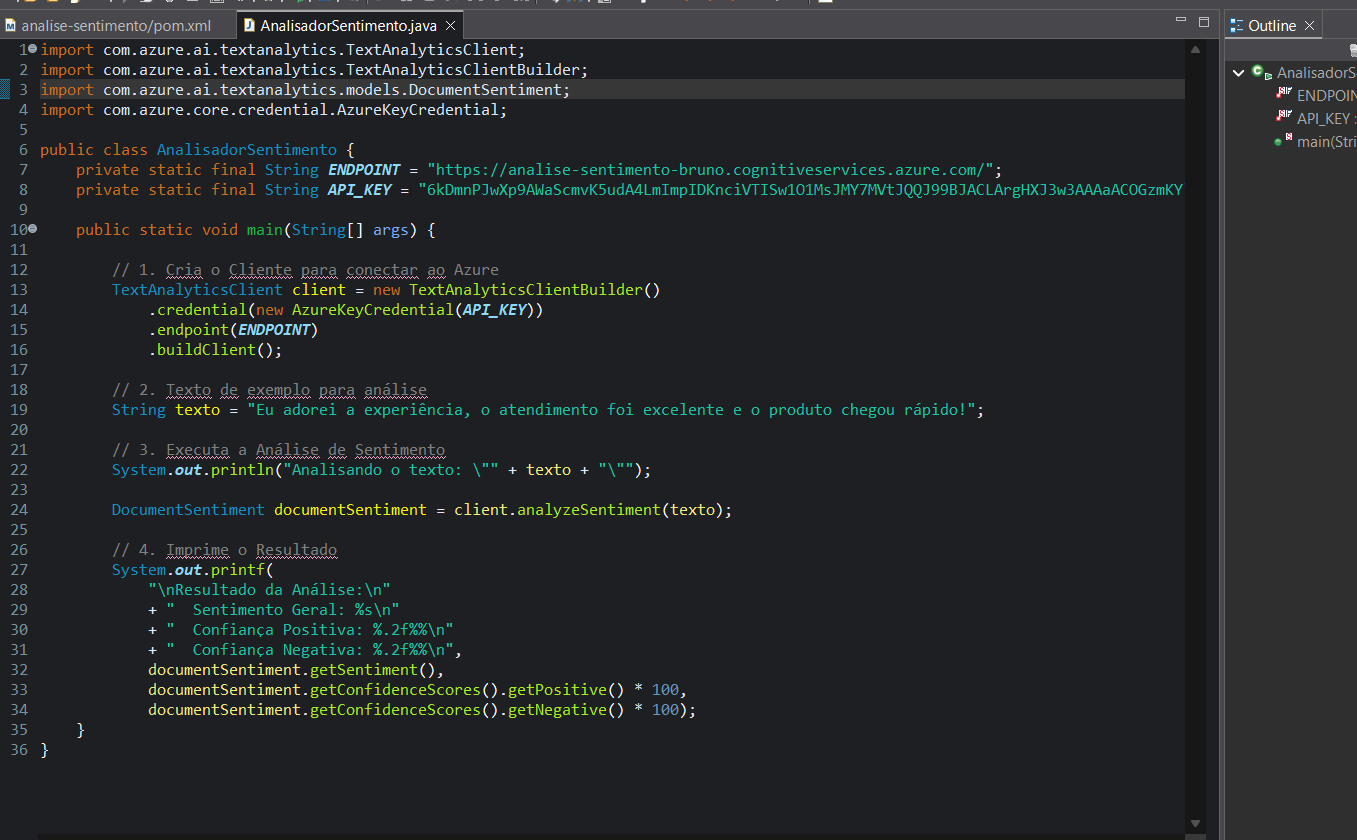 analise-sentimento/pom.xml
AnalisadorSentimento.java
Outline
1 import com.azure.ai.textanalytics.TextAnalyticsClient;
2 import com.azure.ai.textanalytics.TextAnalyticsClientBuilder;
3 import com.azure.ai.textanalytics.models.DocumentSentiment;
4 import com.azure.core.credential.AzureKeyCredential;
5
6 public class AnalisadorSentimento {
7 private static final String ENDPOINT = "https://analise-sentimento-bruno.cognitiveservices.azure.com/";
8 private static final String API_KEY = "
9
10 public static void main(String[] args) {
11
12 // 1. Cria o Cliente para conectar ao Azure
13 TextAnalyticsClient client = new TextAnalyticsClientBuilder()
14 .credential(new AzureKeyCredential(API_KEY))
15 .endpoint(ENDPOINT)
16 .buildClient();
17
18 // 2. Texto de exemplo para análise
19 String texto = "Eu adorei a experiência, o atendimento foi excelente e o produto chegou rápido!";
20
21 // 3. Executa a Análise de Sentimento
22 System.out.println("Analisando o texto: \"" + texto + "\"");
23
24 DocumentSentiment documentSentiment = client.analyzeSentiment(texto);
25
26 // 4. Imprime o Resultado
27 System.out.printf(
28 "\nResultado da Análise:\n"
29 + "  Sentimento Geral: %s\n"
30 + "  Confiança Positiva: %.2f%%\n"
31 + "  Confiança Negativa: %.2f%%\n",
32 documentSentiment.getSentiment(),
33 documentSentiment.getConfidenceScores().getPositive() * 100,
34 documentSentiment.getConfidenceScores().getNegative() * 100);
35 }
36 }
AnalisadorS
ENDPOIN
API_KEY :
main(Stri